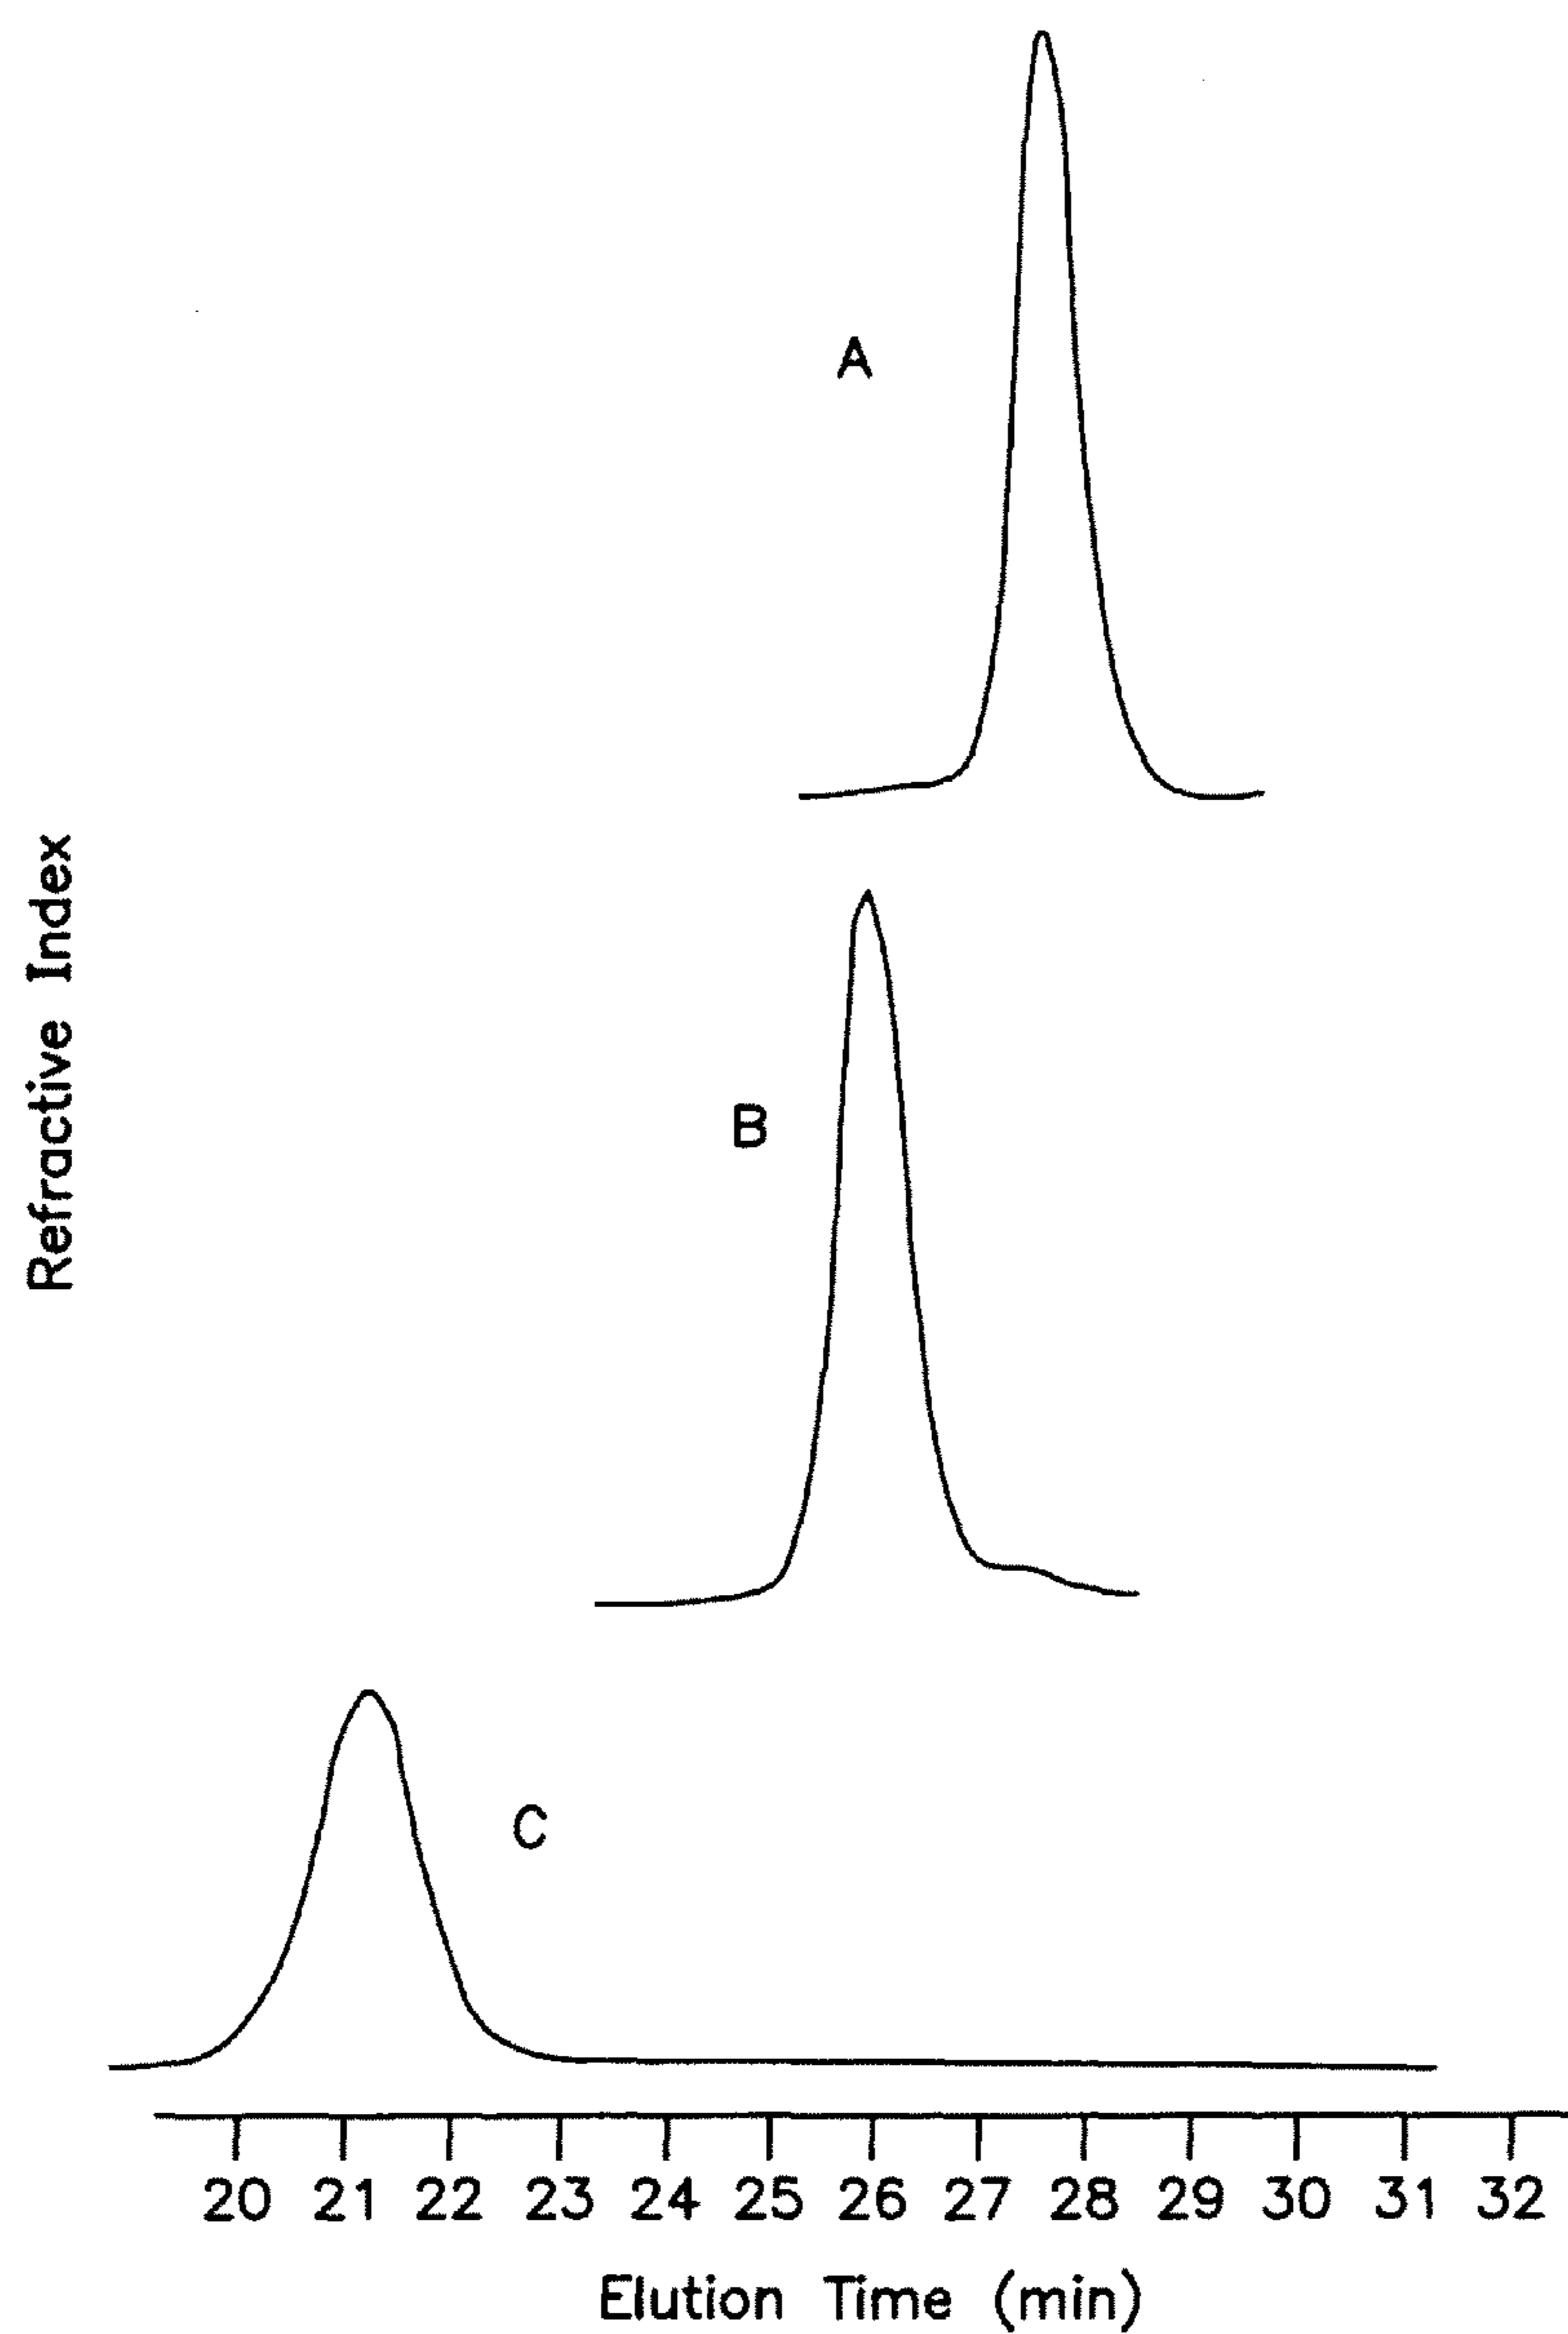 A
Refractive Index
B
C
20 21 22 23 24 25 26 27 28 29 30 31 32
Elution Time (min)